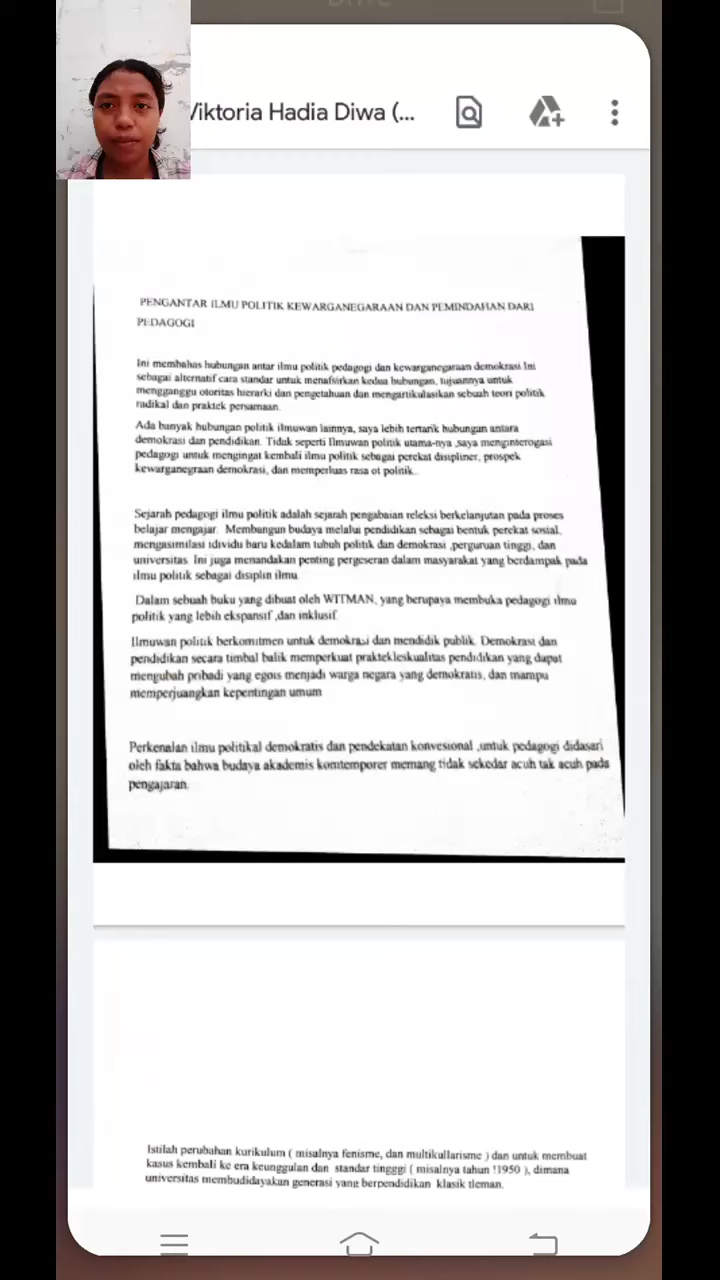 Viktoria Hadia Diwa (...
PENGANTAR ILMU POLITIK KEWARGANEGARAAN DAN PEMINDAHAN DARI
PEDAGOGI
Ini membahas hubungan antar ilmu politik pedagogi dan kewarganegaraan demokrasi Ini
sebagai alternatif cara standar untuk menafsirkan kedua hubungan, tujuannya untuk
mengganggu otoritas hierarki dan pengetahuan dan mengartikulasikan sebuah teori politik
radikal dan praktek persamaan.
Ada banyak hubungan politik ilmuwan lainnya, saya lebih tertarik hubungan antara
demokrasi dan pendidikan. Tidak seperti Ilmuwan politik utama-nya ,saya menginterogasi
pedagogi untuk mengingat kembali ilmu politik sebagai perekat disipliner, prospek
kewarganegraan demokrasi, dan memperluas rasa ot politik.
Sejarah pedagogi ilmu politik adalah sejarah pengabaian releksi berkelanjutan pada proses
belajar mengajar. Membangun budaya melalui pendidikan sebagai bentuk perekat sosial,
mengasimilasi idividu baru kedalam tubuh politik dan demokrasi ,perguruan tinggi, dan
universitas. Ini juga menandakan penting pergeseran dalam masyarakat yang berdampak pada
ilmu politik sebagai disiplin ilmu.
Dalam sebuah buku yang dibuat oleh WITMAN, yang berupaya membuka pedagogi ilmu
politik yang lebih ekspansif ,dan inklusif.
Ilmuwan politik berkomitmen untuk demokrasi dan mendidik publik. Demokrasi dan
pendidikan secara timbal balik memperkuat praktekleskualitas pendidikan yang dapat
mengubah pribadi yang egois menjadi warga negara yang demokratis, dan mampu
memperjuangkan kepentingan umum
Perkenalan ilmu politikal demokratis dan pendekatan konvesional ,untuk pedagogi didasari
oleh fakta bahwa budaya akademis komtemporer memang tidak sekedar acuh tak acuh pada
pengajaran.
Istilah perubahan kurikulum ( misalnya fenisme, dan multikullarisme ) dan untuk membuat
kasus kembali ke era keunggulan dan standar tingggi ( misalnya tahun !1950 ), dimana
universitas membudidayakan generasi yang berpendidikan klasik tleman.